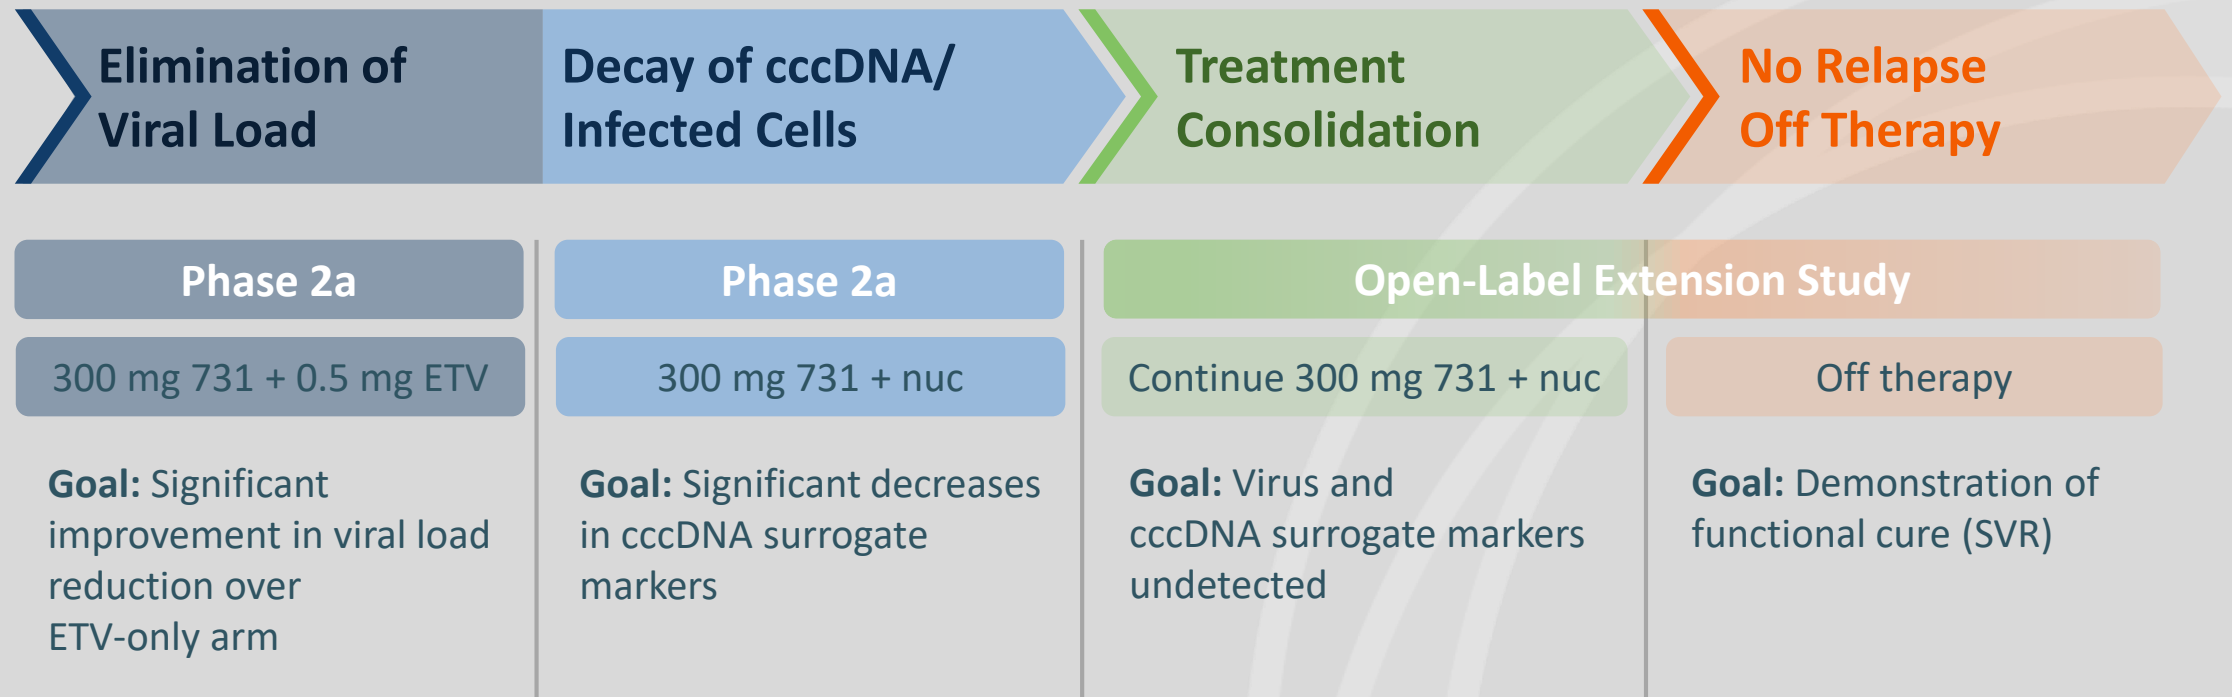 Elimination of
Viral Load
Decay of cccDNA/
Infected Cells
Treatment
Consolidation
No Relapse
Off Therapy
Phase 2a
Phase 2a
Open-Label Extension Study
300 mg 731 + 0.5 mg ETV
300 mg 731 + nuc
Continue 300 mg 731 + nuc
Off therapy
Goal: Significant
improvement in viral load
reduction over
ETV-only arm
Goal: Significant decreases
in cccDNA surrogate
markers
Goal: Virus and
cccDNA surrogate markers
undetected
Goal: Demonstration of
functional cure (SVR)